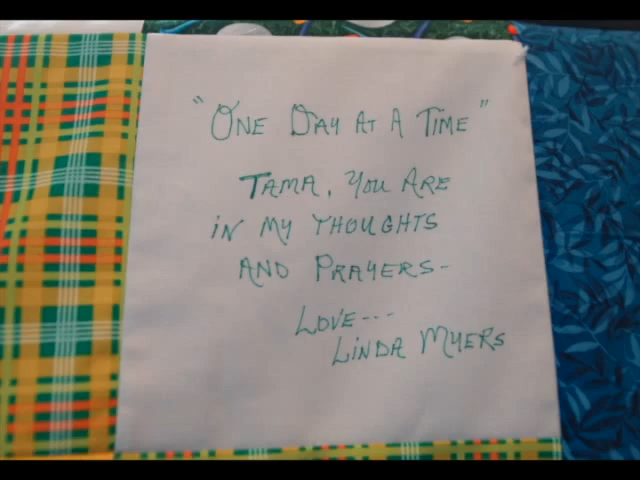 "ONE DAY AT A TIME"
TAMA, YOU ARE
IN MY THOUGHTS
AND PRAYERS-
LOVE---
LINDA MYERS